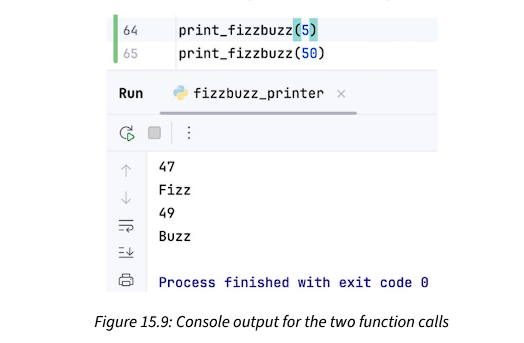 64 print_fizzbuzz(5)
65 print_fizzbuzz(50)
Run fizzbuzz_printer ×
47
Fizz
49
Buzz
Process finished with exit code 0
Figure 15.9: Console output for the two function calls